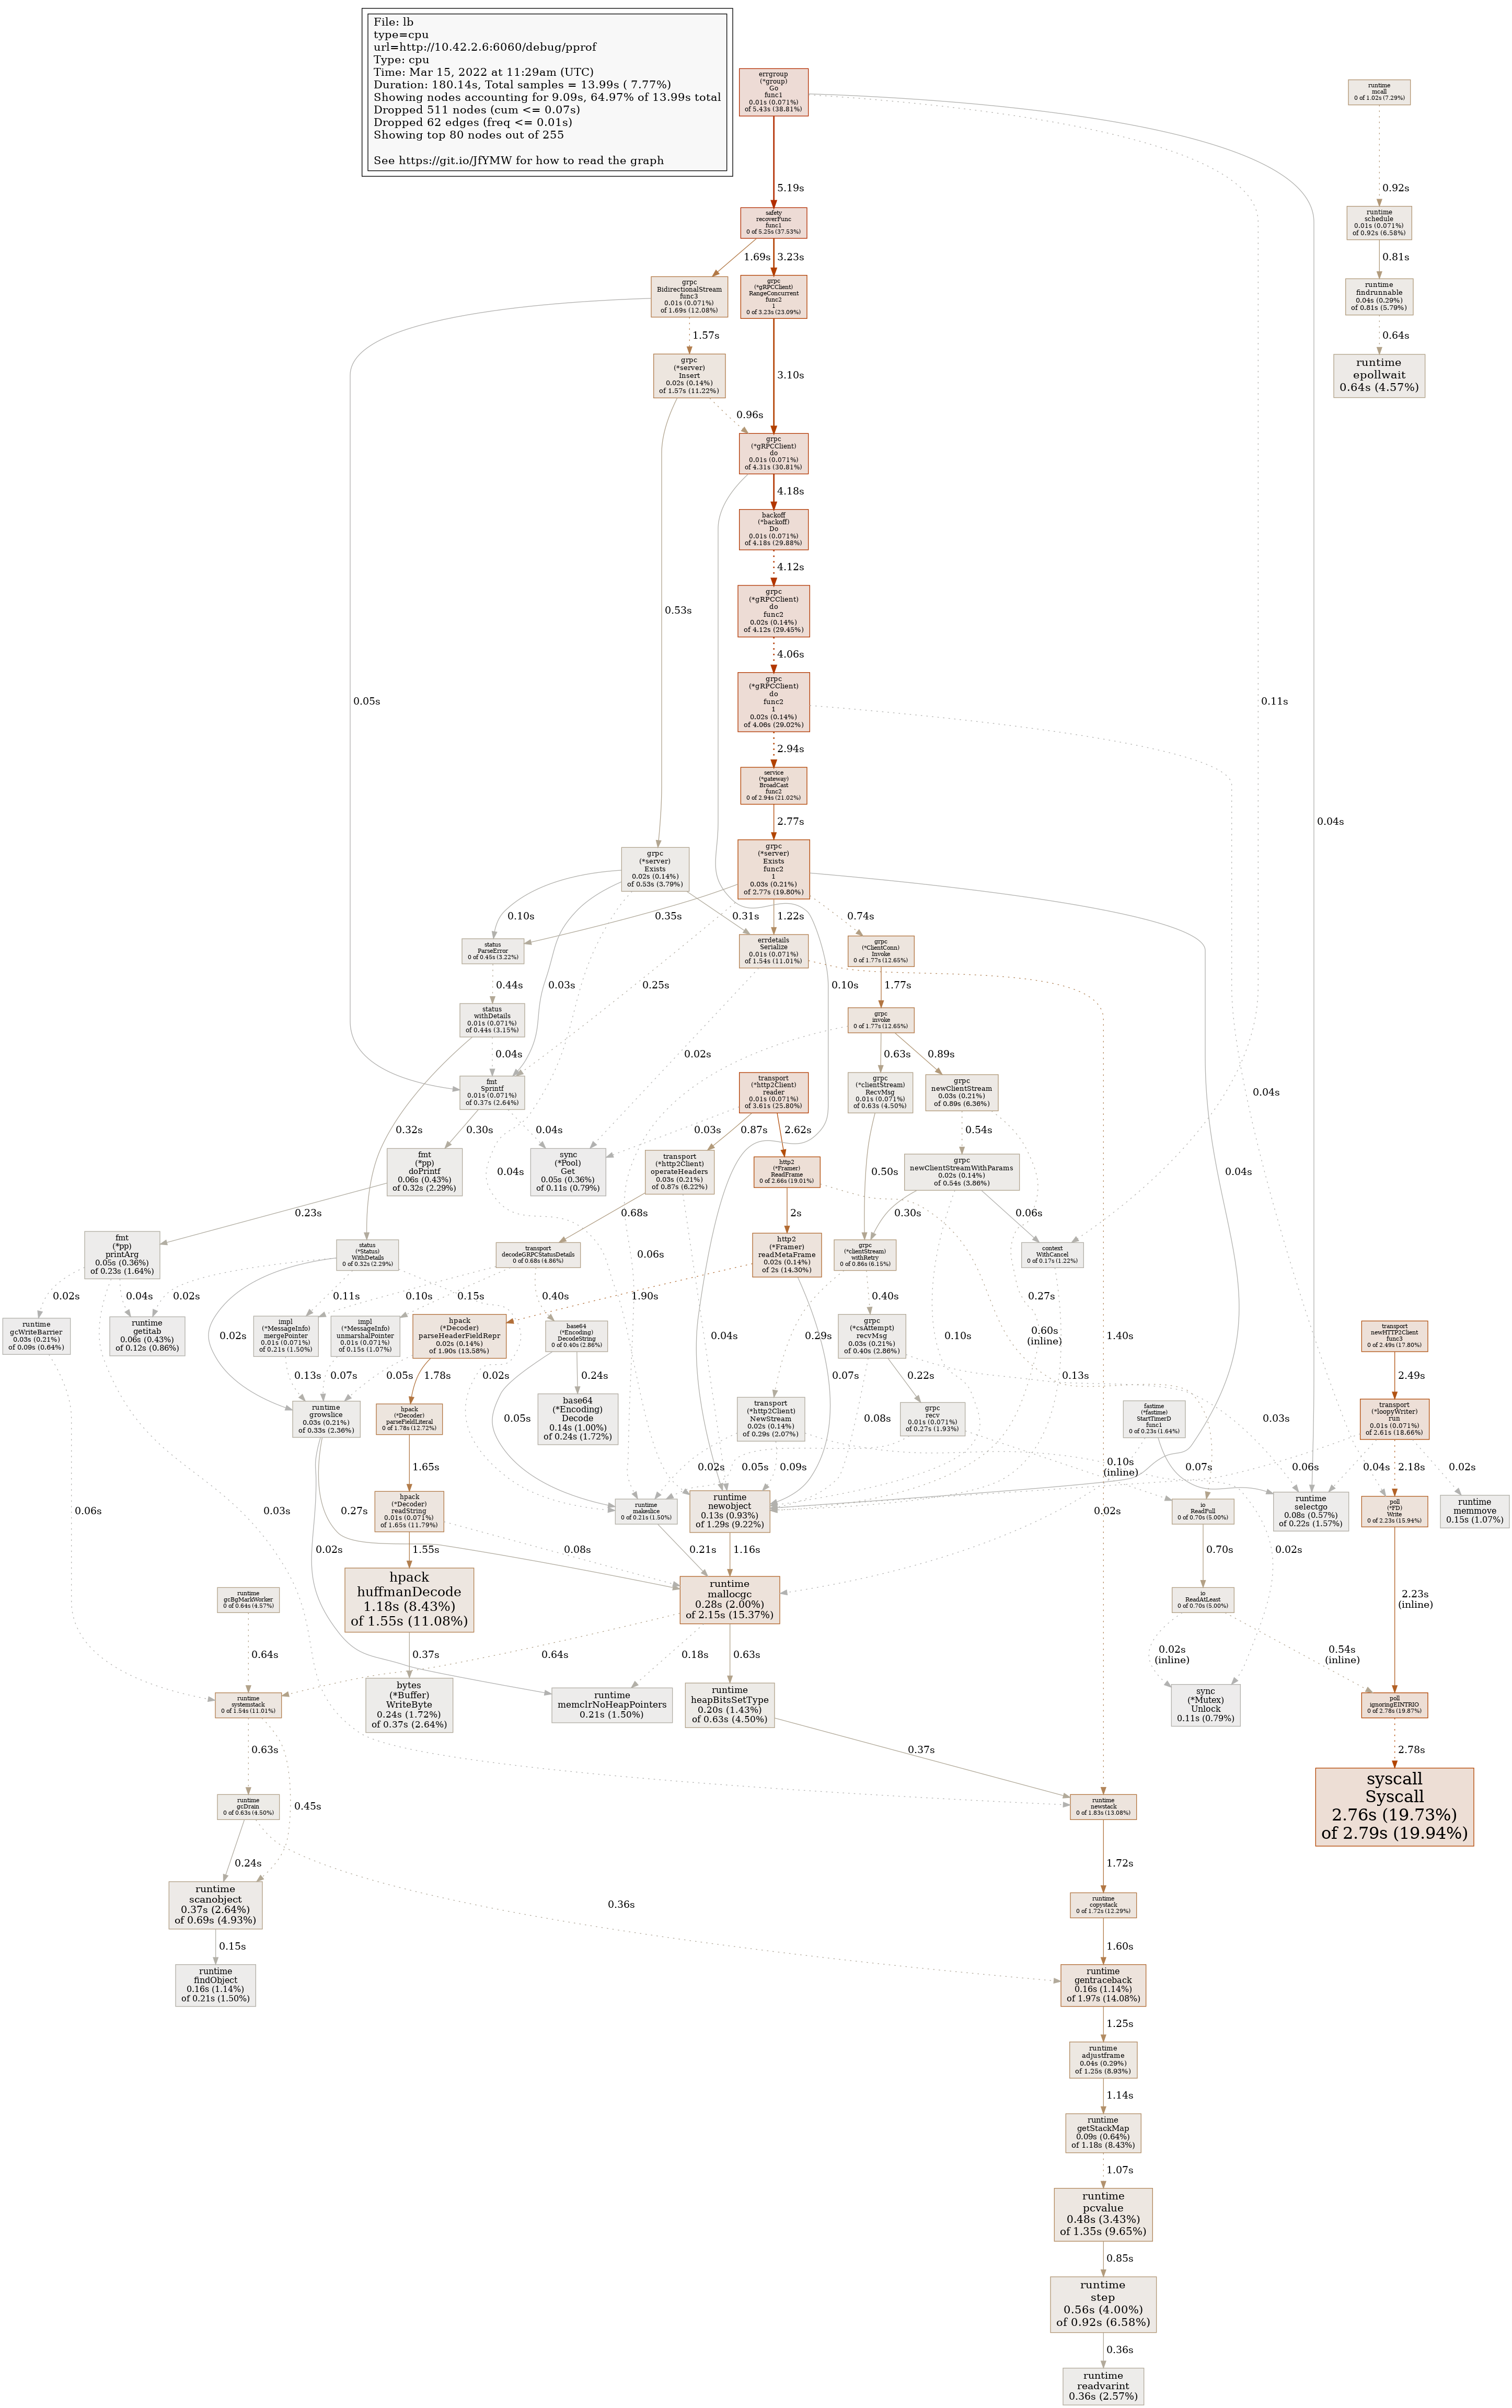 File: lb
type=cpu
url=http://10.42.2.6:6060/debug/pprof
Type: cpu
Time: Mar 15, 2022 at 11:29am (UTC)
Duration: 180.14s, Total samples = 13.99s ( 7.77%)
Showing nodes accounting for 9.09s, 64.97% of 13.99s total
Dropped 511 nodes (cum <= 0.07s)
Dropped 62 edges (freq <= 0.01s)
Showing top 80 nodes out of 255
See https://git.io/JfYMW for how to read the graph
errgroup
(*group)
Go
func1
0.01s (0.071%)
of 5.43s (38.81%)
runtime
mcall
0 of 1.02s (7.29%)
5.19s
0.92s
safety
recoverFunc
func1
0 of 5.25s (37.53%)
runtime
schedule
0.01s (0.071%)
of 0.92s (6.58%)
1.69s
3.23s
0.81s
grpc
BidirectionalStream
func3
0.01s (0.071%)
of 1.69s (12.08%)
grpc
(*gRPCClient)
RangeConcurrent
func2
1
0 of 3.23s (23.09%)
runtime
findrunnable
0.04s (0.29%)
of 0.81s (5.79%)
1.57s
3.10s
0.64s
grpc
(*server)
Insert
0.02s (0.14%)
of 1.57s (11.22%)
runtime
epollwait
0.64s (4.57%)
0.96s
grpc
(*gRPCClient)
do
0.01s (0.071%)
of 4.31s (30.81%)
4.18s
backoff
(*backoff)
Do
0.01s (0.071%)
of 4.18s (29.88%)
4.12s
0.53s
grpc
(*gRPCClient)
do
func2
0.02s (0.14%)
of 4.12s (29.45%)
4.06s
0.05s
0.11s
grpc
(*gRPCClient)
do
func2
1
0.02s (0.14%)
of 4.06s (29.02%)
2.94s
service
(*gateway)
BroadCast
func2
0 of 2.94s (21.02%)
2.77s
0.04s
grpc
(*server)
Exists
0.02s (0.14%)
of 0.53s (3.79%)
grpc
(*server)
Exists
func2
1
0.03s (0.21%)
of 2.77s (19.80%)
0.10s
0.35s
0.31s
1.22s
0.74s
status
ParseError
0 of 0.45s (3.22%)
errdetails
Serialize
0.01s (0.071%)
of 1.54s (11.01%)
grpc
(*ClientConn)
Invoke
0 of 1.77s (12.65%)
0.44s
0.03s
0.25s
0.10s
1.77s
status
withDetails
0.01s (0.071%)
of 0.44s (3.15%)
grpc
invoke
0 of 1.77s (12.65%)
0.04s
0.02s
0.63s
0.89s
fmt
Sprintf
0.01s (0.071%)
of 0.37s (2.64%)
transport
(*http2Client)
reader
0.01s (0.071%)
of 3.61s (25.80%)
grpc
(*clientStream)
RecvMsg
0.01s (0.071%)
of 0.63s (4.50%)
grpc
newClientStream
0.03s (0.21%)
of 0.89s (6.36%)
0.04s
0.32s
0.30s
0.04s
0.03s
0.87s
2.62s
0.54s
fmt
(*pp)
doPrintf
0.06s (0.43%)
of 0.32s (2.29%)
sync
(*Pool)
Get
0.05s (0.36%)
of 0.11s (0.79%)
transport
(*http2Client)
operateHeaders
0.03s (0.21%)
of 0.87s (6.22%)
http2
(*Framer)
ReadFrame
0 of 2.66s (19.01%)
grpc
newClientStreamWithParams
0.02s (0.14%)
of 0.54s (3.86%)
0.04s
0.50s
0.04s
0.23s
0.68s
2s
0.30s
0.06s
fmt
(*pp)
printArg
0.05s (0.36%)
of 0.23s (1.64%)
status
(*Status)
WithDetails
0 of 0.32s (2.29%)
transport
decodeGRPCStatusDetails
0 of 0.68s (4.86%)
0.06s
http2
(*Framer)
readMetaFrame
0.02s (0.14%)
of 2s (14.30%)
grpc
(*clientStream)
withRetry
0 of 0.86s (6.15%)
context
WithCancel
0 of 0.17s (1.22%)
0.02s
0.04s
0.02s
0.11s
0.10s
0.15s
0.40s
1.90s
0.40s
0.27s
runtime
gcWriteBarrier
0.03s (0.21%)
of 0.09s (0.64%)
runtime
getitab
0.06s (0.43%)
of 0.12s (0.86%)
0.02s
impl
(*MessageInfo)
mergePointer
0.01s (0.071%)
of 0.21s (1.50%)
impl
(*MessageInfo)
unmarshalPointer
0.01s (0.071%)
of 0.15s (1.07%)
hpack
(*Decoder)
parseHeaderFieldRepr
0.02s (0.14%)
of 1.90s (13.58%)
base64
(*Encoding)
DecodeString
0 of 0.40s (2.86%)
0.04s
0.29s
grpc
(*csAttempt)
recvMsg
0.03s (0.21%)
of 0.40s (2.86%)
0.10s
0.60s
(inline)
1.40s
transport
newHTTP2Client
func3
0 of 2.49s (17.80%)
0.13s
0.07s
0.05s
1.78s
0.02s
0.24s
0.07s
0.22s
0.13s
2.49s
runtime
growslice
0.03s (0.21%)
of 0.33s (2.36%)
hpack
(*Decoder)
parseFieldLiteral
0 of 1.78s (12.72%)
0.05s
base64
(*Encoding)
Decode
0.14s (1.00%)
of 0.24s (1.72%)
transport
(*http2Client)
NewStream
0.02s (0.14%)
of 0.29s (2.07%)
0.08s
grpc
recv
0.01s (0.071%)
of 0.27s (1.93%)
fastime
(*fastime)
StartTimerD
func1
0 of 0.23s (1.64%)
0.03s
transport
(*loopyWriter)
run
0.01s (0.071%)
of 2.61s (18.66%)
0.06s
0.03s
0.27s
1.65s
0.02s
0.05s
0.09s
0.10s
(inline)
0.07s
0.06s
0.04s
2.18s
0.02s
0.02s
hpack
(*Decoder)
readString
0.01s (0.071%)
of 1.65s (11.79%)
runtime
makeslice
0 of 0.21s (1.50%)
runtime
newobject
0.13s (0.93%)
of 1.29s (9.22%)
0.02s
io
ReadFull
0 of 0.70s (5.00%)
runtime
selectgo
0.08s (0.57%)
of 0.22s (1.57%)
poll
(*FD)
Write
0 of 2.23s (15.94%)
runtime
memmove
0.15s (1.07%)
1.55s
0.08s
0.21s
1.16s
0.70s
0.02s
runtime
gcBgMarkWorker
0 of 0.64s (4.57%)
hpack
huffmanDecode
1.18s (8.43%)
of 1.55s (11.08%)
runtime
mallocgc
0.28s (2.00%)
of 2.15s (15.37%)
io
ReadAtLeast
0 of 0.70s (5.00%)
2.23s
(inline)
0.64s
0.37s
0.64s
0.18s
0.63s
0.02s
(inline)
0.54s
(inline)
runtime
systemstack
0 of 1.54s (11.01%)
bytes
(*Buffer)
WriteByte
0.24s (1.72%)
of 0.37s (2.64%)
runtime
memclrNoHeapPointers
0.21s (1.50%)
runtime
heapBitsSetType
0.20s (1.43%)
of 0.63s (4.50%)
sync
(*Mutex)
Unlock
0.11s (0.79%)
poll
ignoringEINTRIO
0 of 2.78s (19.87%)
0.63s
0.37s
2.78s
runtime
gcDrain
0 of 0.63s (4.50%)
0.45s
runtime
newstack
0 of 1.83s (13.08%)
syscall
Syscall
2.76s (19.73%)
of 2.79s (19.94%)
0.24s
1.72s
runtime
scanobject
0.37s (2.64%)
of 0.69s (4.93%)
0.36s
runtime
copystack
0 of 1.72s (12.29%)
0.15s
1.60s
runtime
findObject
0.16s (1.14%)
of 0.21s (1.50%)
runtime
gentraceback
0.16s (1.14%)
of 1.97s (14.08%)
1.25s
runtime
adjustframe
0.04s (0.29%)
of 1.25s (8.93%)
1.14s
runtime
getStackMap
0.09s (0.64%)
of 1.18s (8.43%)
1.07s
runtime
pcvalue
0.48s (3.43%)
of 1.35s (9.65%)
0.85s
runtime
step
0.56s (4.00%)
of 0.92s (6.58%)
0.36s
runtime
readvarint
0.36s (2.57%)